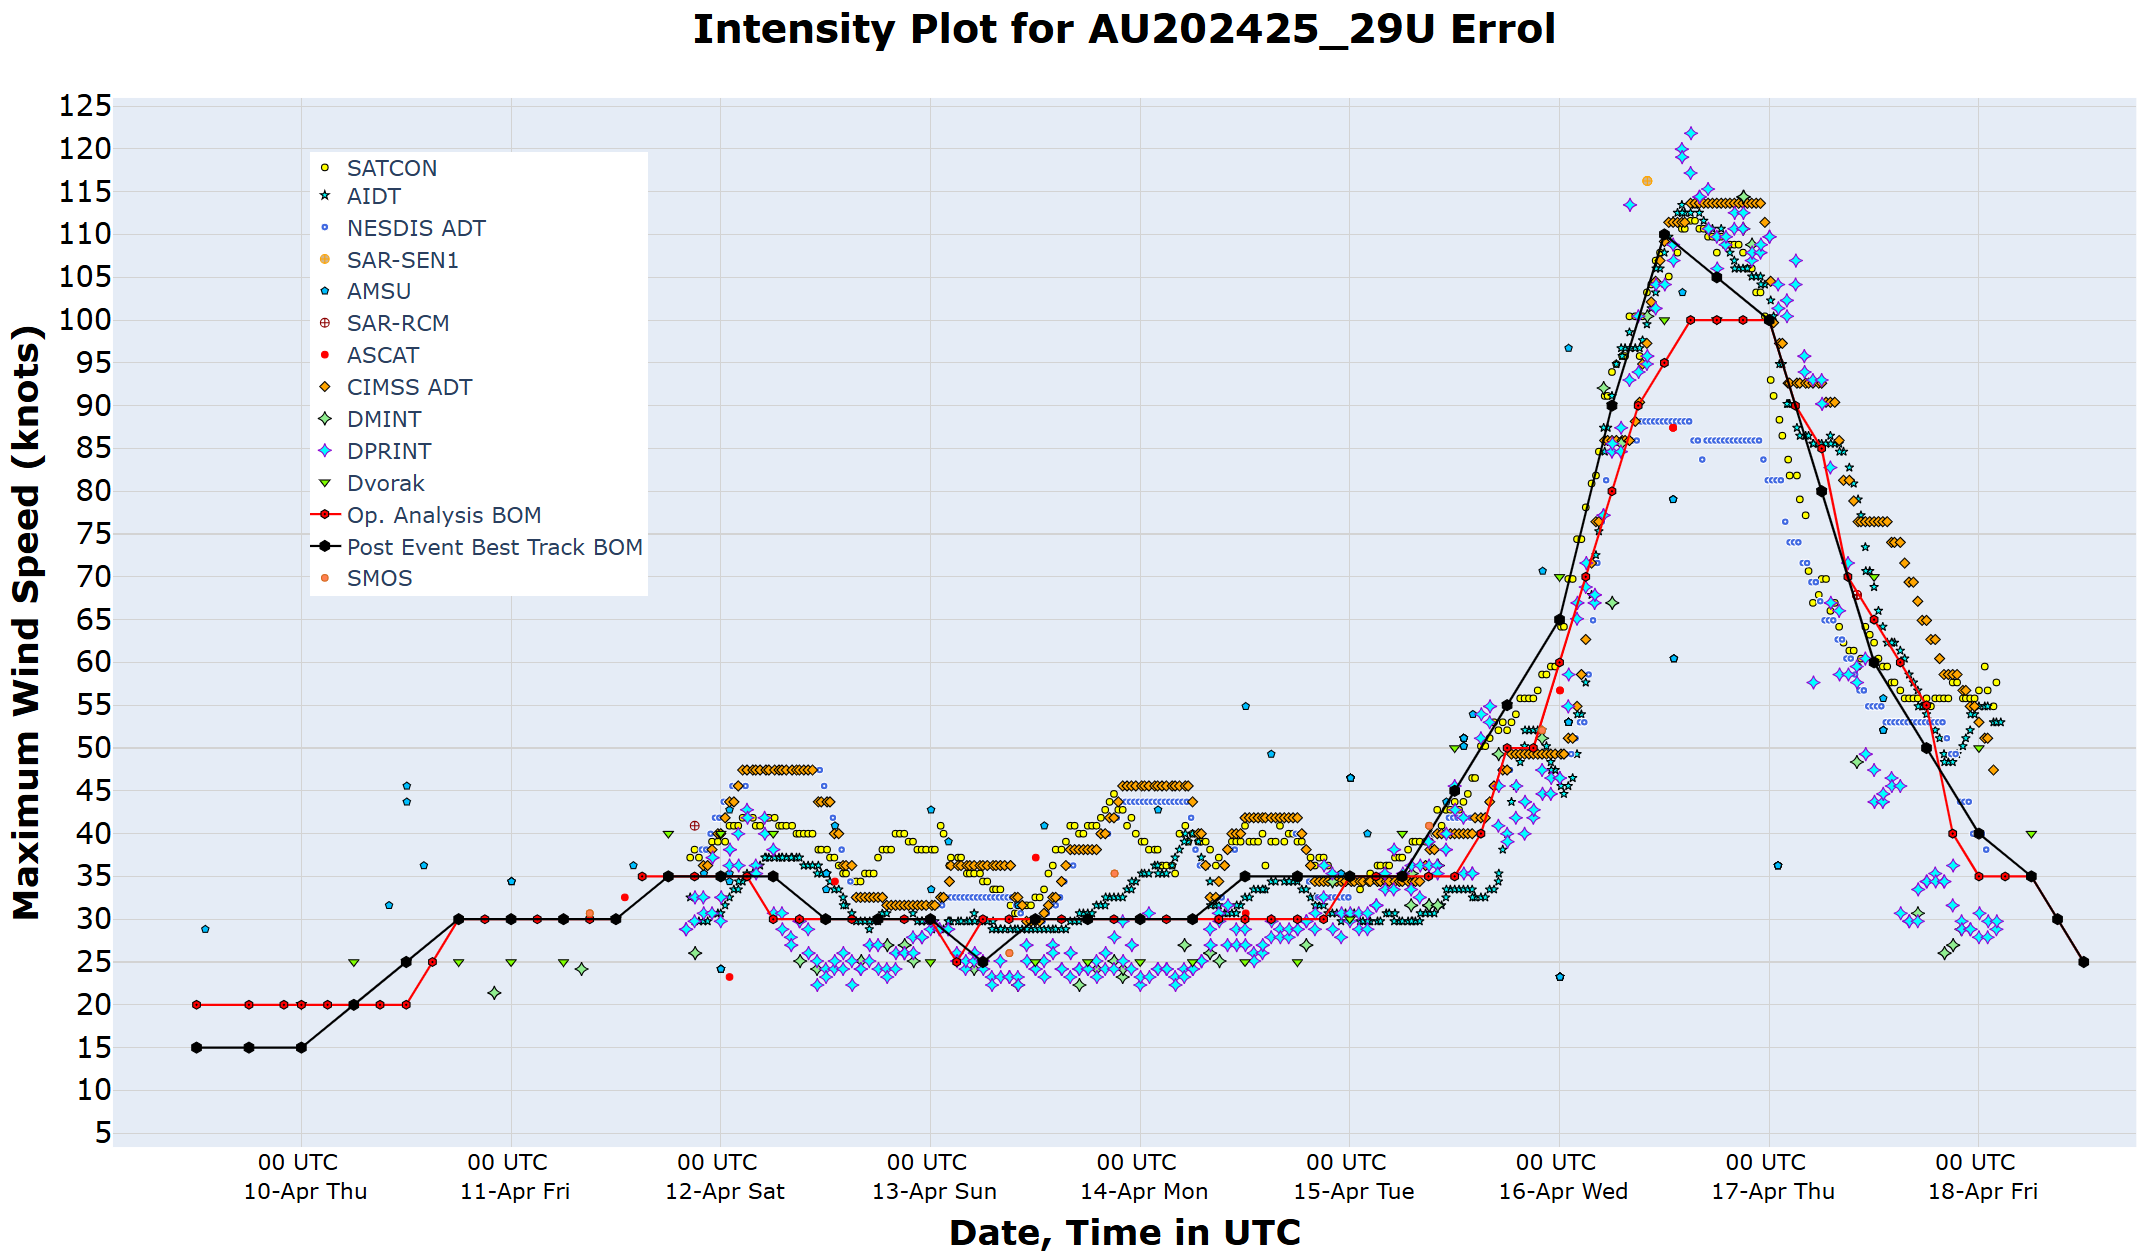 Intensity Plot for AU202425_29U Errol
125
120
115
110
105
100
95
90
85
80
75
70
65
60
55
50
45
40
35
30
25
20
15
10
5
Maximum Wind Speed (knots)
SATCON
AIDT
NESDIS ADT
SAR-SEN1
AMSU
SAR-RCM
ASCAT
CIMSS ADT
DMINT
DPRINT
Dvorak
Op. Analysis BOM
Post Event Best Track BOM
SMOS
00 UTC
10-Apr Thu
00 UTC
11-Apr Fri
00 UTC
12-Apr Sat
00 UTC
13-Apr Sun
00 UTC
14-Apr Mon
00 UTC
15-Apr Tue
00 UTC
16-Apr Wed
00 UTC
17-Apr Thu
00 UTC
18-Apr Fri
Date, Time in UTC